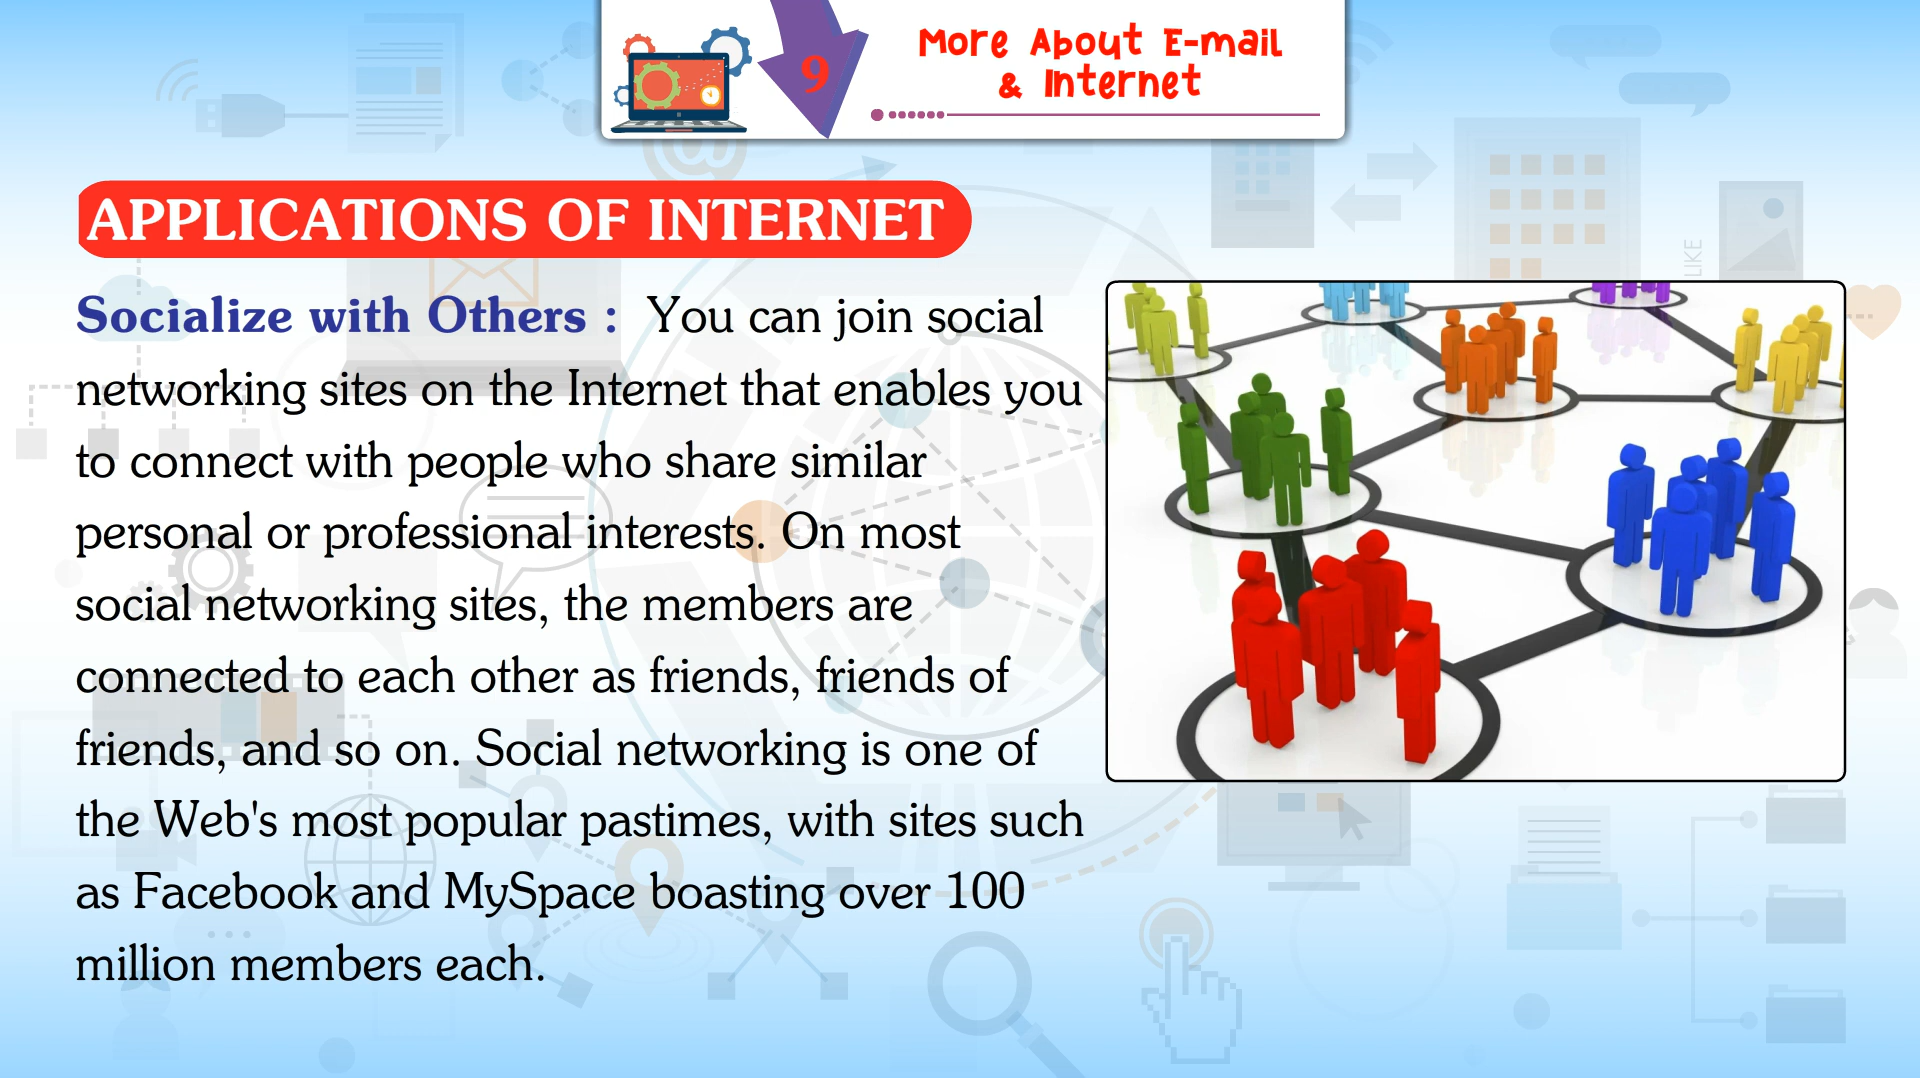 9
More About E-mail
& Internet
APPLICATIONS OF INTERNET
Socialize with Others : You can join social
networking sites on the Internet that enables you
to connect with people who share similar
personal or professional interests. On most
social networking sites, the members are
connected to each other as friends, friends of
friends, and so on. Social networking is one of
the Web's most popular pastimes, with sites such
as Facebook and MySpace boasting over 100
million members each.
LIKE